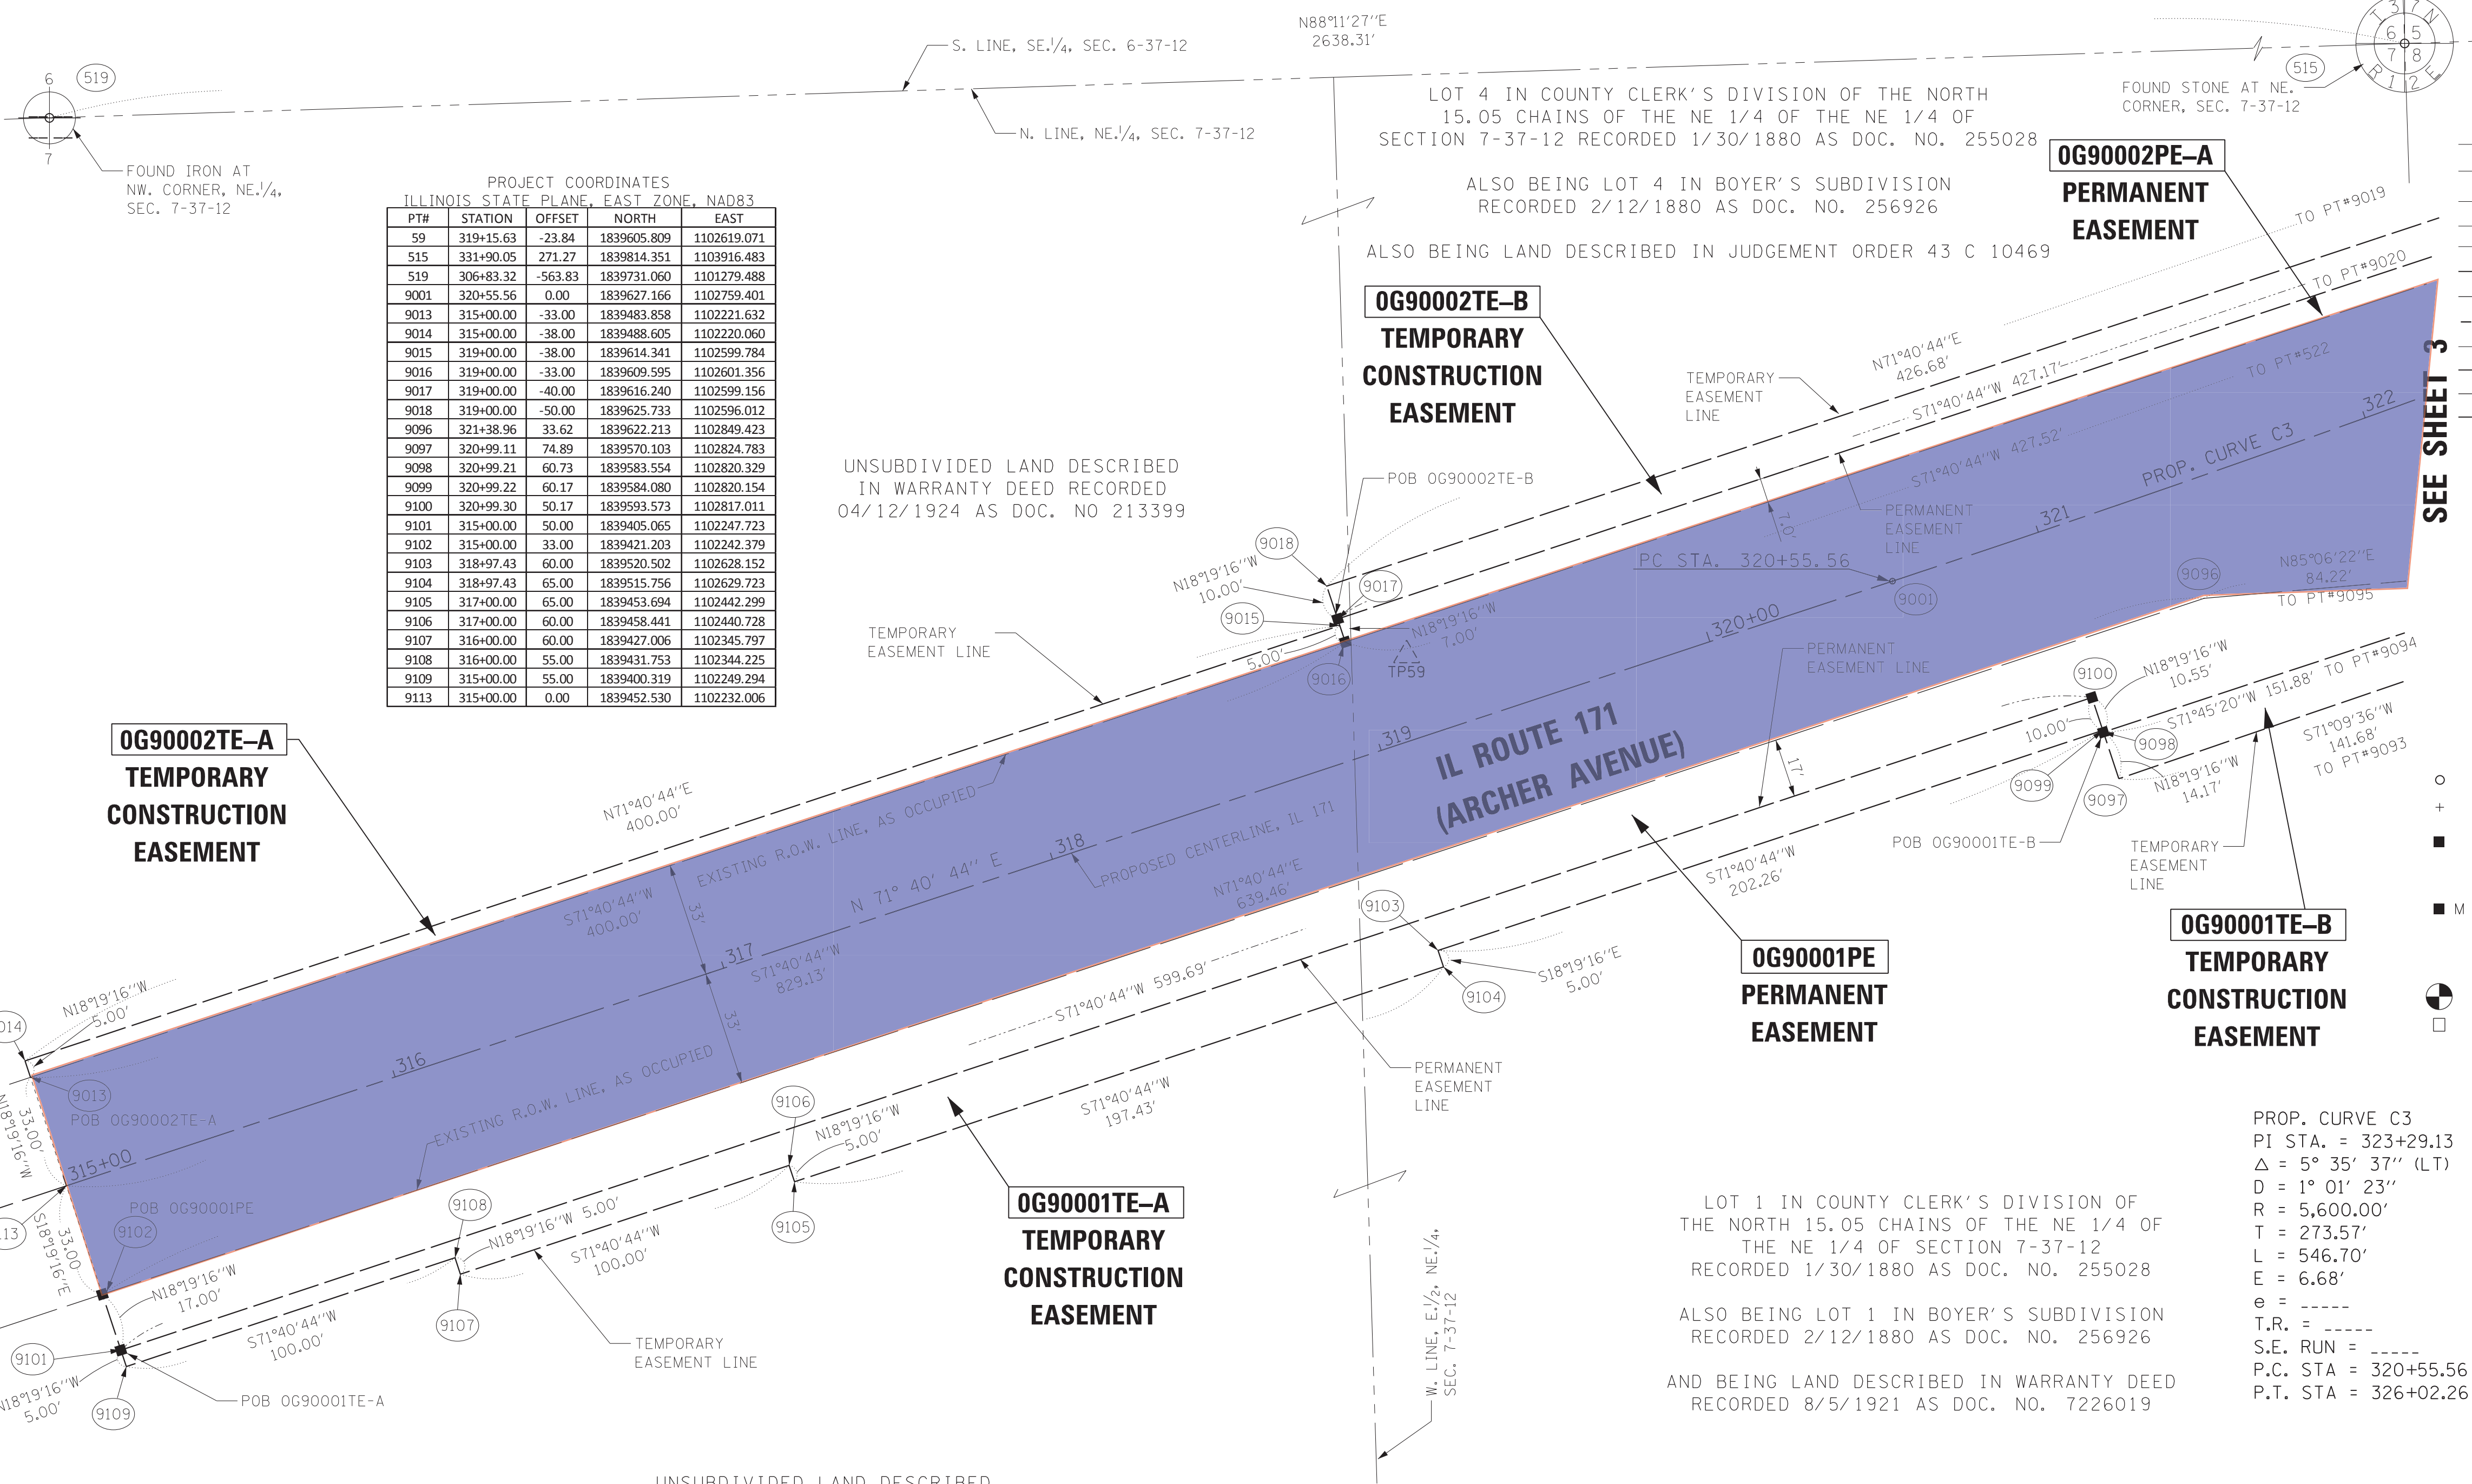 N88°11'27"E
2638.31'
S. LINE, SE.1/4, SEC. 6-37-12
N. LINE, NE.1/4, SEC. 7-37-12
6
519
7
FOUND IRON AT
NW. CORNER, NE.1/4,
SEC. 7-37-12
T 37 N
6 5
7 8
R 12 E
515
FOUND STONE AT NE.
CORNER, SEC. 7-37-12
LOT 4 IN COUNTY CLERK'S DIVISION OF THE NORTH
15.05 CHAINS OF THE NE 1/4 OF THE NE 1/4 OF
SECTION 7-37-12 RECORDED 1/30/1880 AS DOC. NO. 255028
ALSO BEING LOT 4 IN BOYER'S SUBDIVISION
RECORDED 2/12/1880 AS DOC. NO. 256926
ALSO BEING LAND DESCRIBED IN JUDGEMENT ORDER 43 C 10469
0G90002PE–A
PERMANENT
EASEMENT
PROJECT COORDINATES
ILLINOIS STATE PLANE, EAST ZONE, NAD83
PT# STATION OFFSET NORTH EAST
59 319+15.63 -23.84 1839605.809 1102619.071
515 331+90.05 271.27 1839814.351 1103916.483
519 306+83.32 -563.83 1839731.060 1101279.488
9001 320+55.56 0.00 1839627.166 1102759.401
9013 315+00.00 -33.00 1839483.858 1102221.632
9014 315+00.00 -38.00 1839488.605 1102220.060
9015 319+00.00 -38.00 1839614.341 1102599.784
9016 319+00.00 -33.00 1839609.595 1102601.356
9017 319+00.00 -40.00 1839616.240 1102599.156
9018 319+00.00 -50.00 1839625.733 1102596.012
9096 321+38.96 33.62 1839622.213 1102849.423
9097 320+99.11 74.89 1839570.103 1102824.783
9098 320+99.21 60.73 1839583.554 1102820.329
9099 320+99.22 60.17 1839584.080 1102820.154
9100 320+99.30 50.17 1839593.573 1102817.011
9101 315+00.00 50.00 1839405.065 1102247.723
9102 315+00.00 33.00 1839421.203 1102242.379
9103 318+97.43 60.00 1839520.502 1102628.152
9104 318+97.43 65.00 1839515.756 1102629.723
9105 317+00.00 65.00 1839453.694 1102442.299
9106 317+00.00 60.00 1839458.441 1102440.728
9107 316+00.00 60.00 1839427.006 1102345.797
9108 316+00.00 55.00 1839431.753 1102344.225
9109 315+00.00 55.00 1839400.319 1102249.294
9113 315+00.00 0.00 1839452.530 1102232.006
TO PT#9019
TO PT#9020
TO PT#522
0G90002TE–B
TEMPORARY
CONSTRUCTION
EASEMENT
N71°40'44"E
426.68'
S71°40'44"W 427.17'
S71°40'44"W 427.52'
TEMPORARY
EASEMENT
LINE
SEE SHEET 3
322
PROP. CURVE C3
321
UNSUBDIVIDED LAND DESCRIBED
IN WARRANTY DEED RECORDED
04/12/1924 AS DOC. NO 213399
POB 0G90002TE-B
7.0'
PERMANENT
EASEMENT
LINE
PC STA. 320+55.56
9001
9018
9017
N18°19'16"W
10.00'
9015
N18°19'16"W
7.00'
5.00'
9016
TP59
320+00
9096
N85°06'22"E
84.22'
TO PT#9095
TEMPORARY
EASEMENT LINE
PERMANENT
EASEMENT LINE
9100
N18°19'16"W
10.55'
S71°45'20"W 151.88' TO PT#9094
S71°09'36"W
141.68'
TO PT#9093
10.00'
9098
9099
9097
N18°19'16"W
14.17'
POB 0G90001TE-B
TEMPORARY
EASEMENT
LINE
M
0G90001TE–B
TEMPORARY
CONSTRUCTION
EASEMENT
0G90002TE–A
TEMPORARY
CONSTRUCTION
EASEMENT
N71°40'44"E
400.00'
EXISTING R.O.W. LINE, AS OCCUPIED
S71°40'44"W
400.00'
33'
319
318
317
316
315+00
IL ROUTE 171
(ARCHER AVENUE)
N 71° 40' 44" E
PROPOSED CENTERLINE, IL 171
N71°40'44"E
639.46'
S71°40'44"W
829.13'
33'
17'
S71°40'44"W
202.26'
9103
0G90001PE
PERMANENT
EASEMENT
S71°40'44"W 599.69'
S18°19'16"E
5.00'
9104
N18°19'16"W
5.00'
014
9013
POB 0G90002TE-A
33.00'
N18°19'16"W
EXISTING R.O.W. LINE, AS OCCUPIED
POB 0G90001PE
9102
13
33.00
S18°19'16"E
N18°19'16"W
17.00'
9106
N18°19'16"W
5.00'
S71°40'44"W
197.43'
9105
PERMANENT
EASEMENT
LINE
9108
N18°19'16"W 5.00'
S71°40'44"W
100.00'
9107
0G90001TE–A
TEMPORARY
CONSTRUCTION
EASEMENT
S71°40'44"W
100.00'
TEMPORARY
EASEMENT LINE
9101
N18°19'16"W
5.00'
9109
POB 0G90001TE-A
W. LINE, E.1/2, NE.1/4,
SEC. 7-37-12
LOT 1 IN COUNTY CLERK'S DIVISION OF
THE NORTH 15.05 CHAINS OF THE NE 1/4 OF
THE NE 1/4 OF SECTION 7-37-12
RECORDED 1/30/1880 AS DOC. NO. 255028
ALSO BEING LOT 1 IN BOYER'S SUBDIVISION
RECORDED 2/12/1880 AS DOC. NO. 256926
AND BEING LAND DESCRIBED IN WARRANTY DEED
RECORDED 8/5/1921 AS DOC. NO. 7226019
PROP. CURVE C3
PI STA. = 323+29.13
△ = 5° 35' 37" (LT)
D = 1° 01' 23"
R = 5,600.00'
T = 273.57'
L = 546.70'
E = 6.68'
e = _____
T.R. = _____
S.E. RUN = _____
P.C. STA = 320+55.56
P.T. STA = 326+02.26
UNSUBDIVIDED LAND DESCRIBED